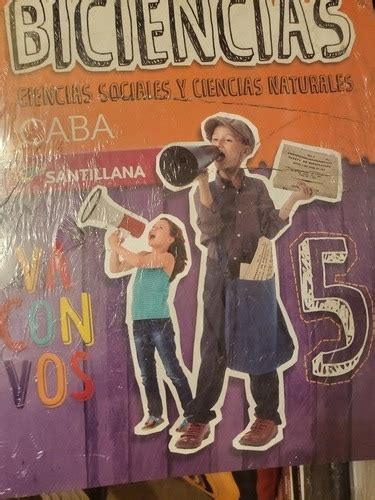 BICIENCIAS
CIENCIAS SOCIALES Y CIENCIAS NATURALES
CABA
SANTILLANA
VA
CON
VOS
5